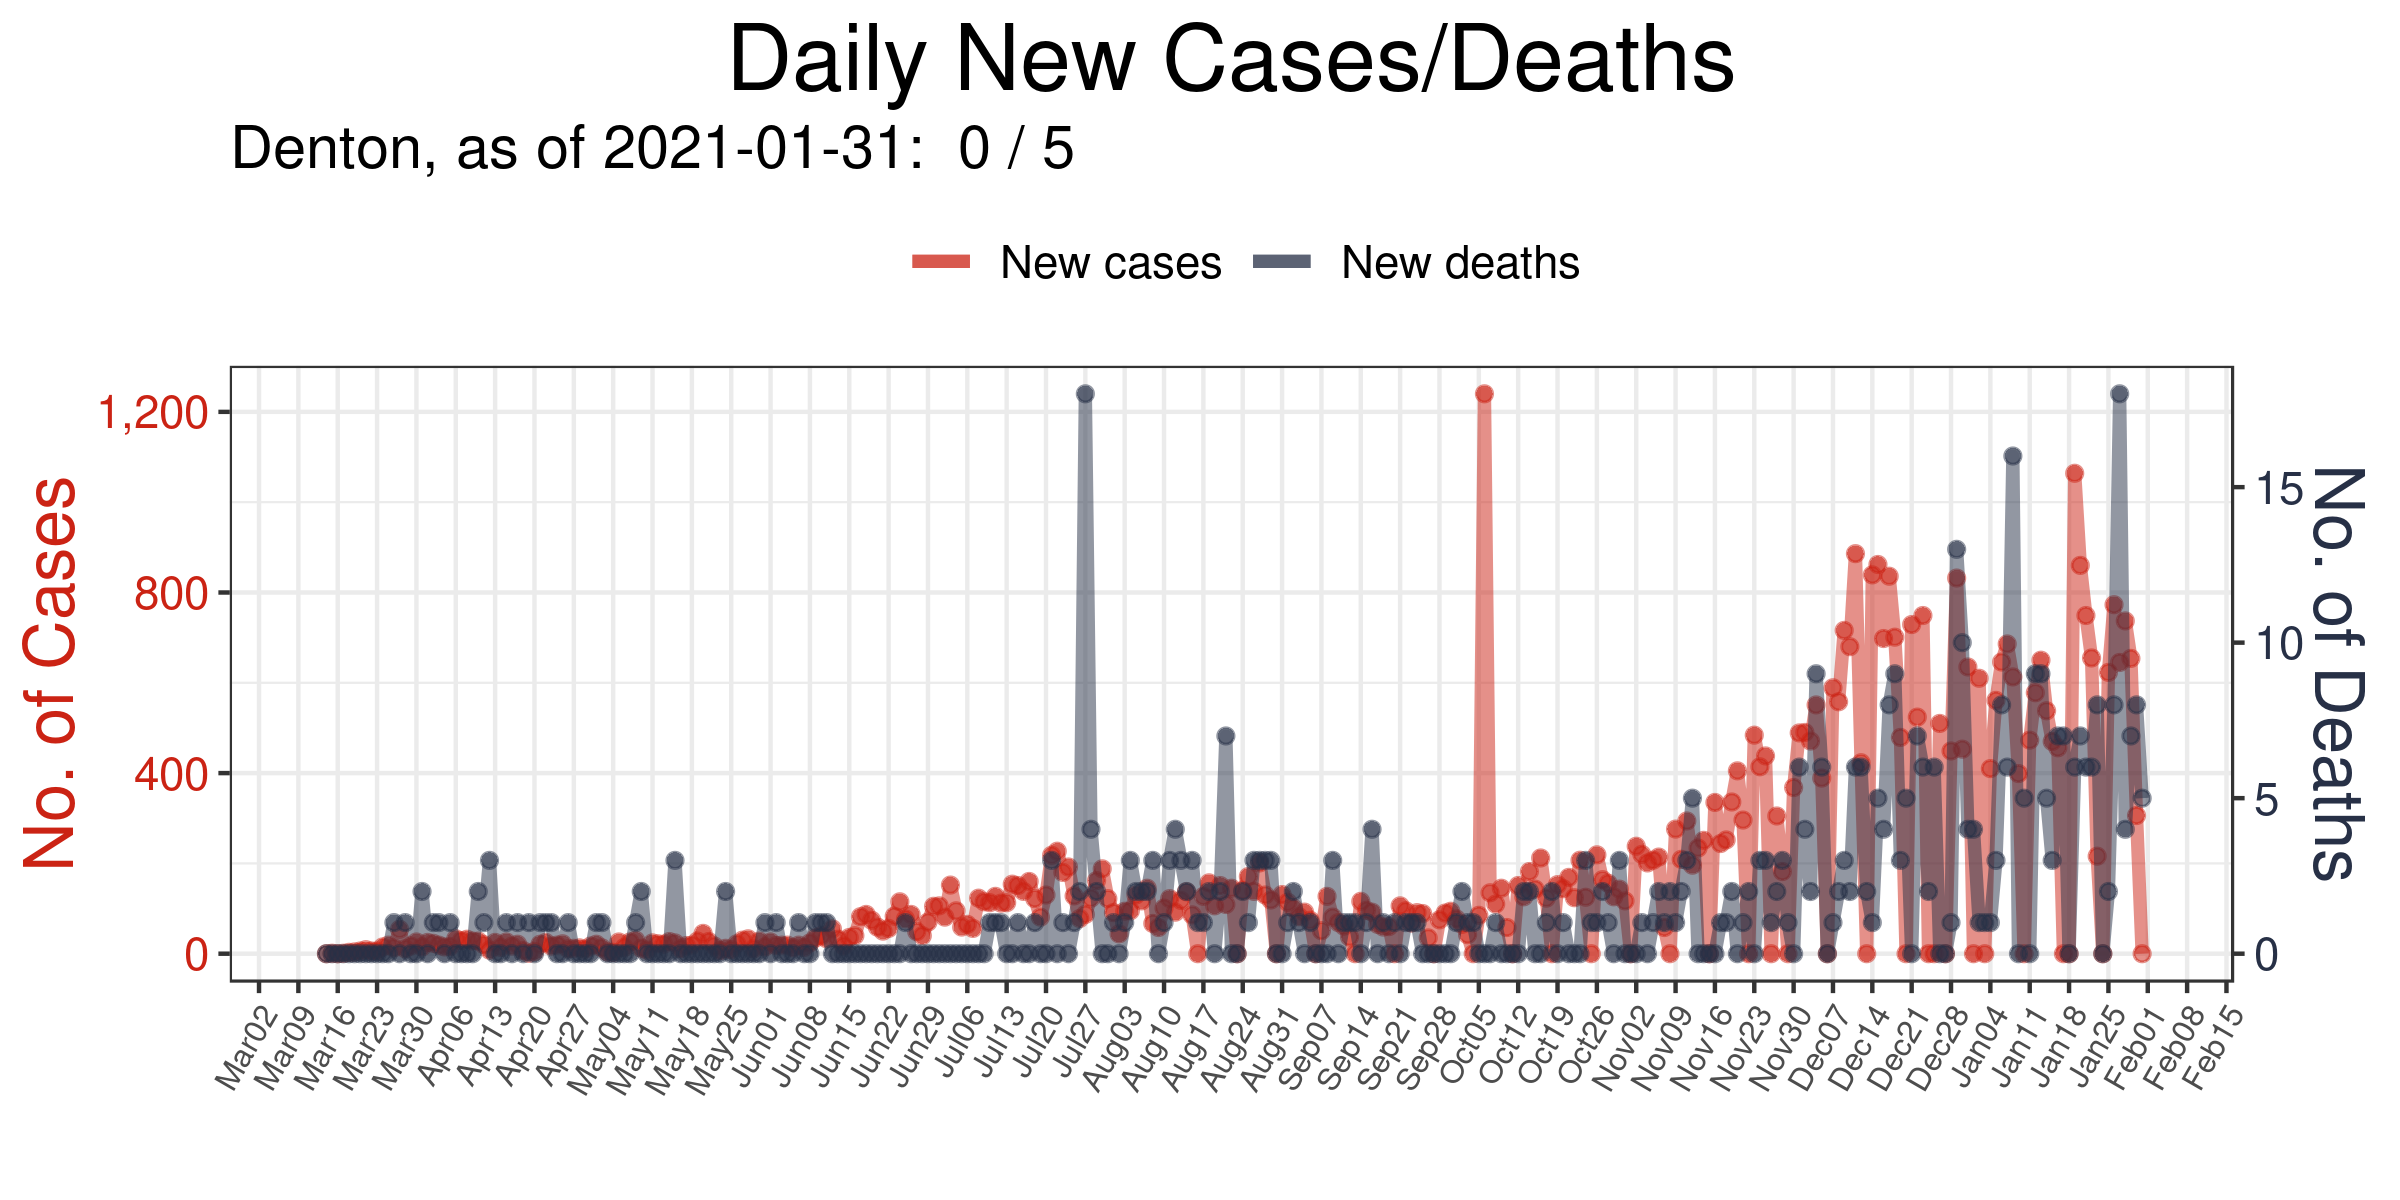 Daily New Cases/Deaths
Denton, as of 2021-01-31:  0 / 5
New cases
New deaths
No. of Cases
1,200
800
400
0
15
10
5
0
No. of Deaths
Mar02
Mar09
Mar16
Mar23
Mar30
Apr06
Apr13
Apr20
Apr27
May04
May11
May18
May25
Jun01
Jun08
Jun15
Jun22
Jun29
Jul06
Jul13
Jul20
Jul27
Aug03
Aug10
Aug17
Aug24
Aug31
Sep07
Sep14
Sep21
Sep28
Oct05
Oct12
Oct19
Oct26
Nov02
Nov09
Nov16
Nov23
Nov30
Dec07
Dec14
Dec21
Dec28
Jan04
Jan11
Jan18
Jan25
Feb01
Feb08
Feb15